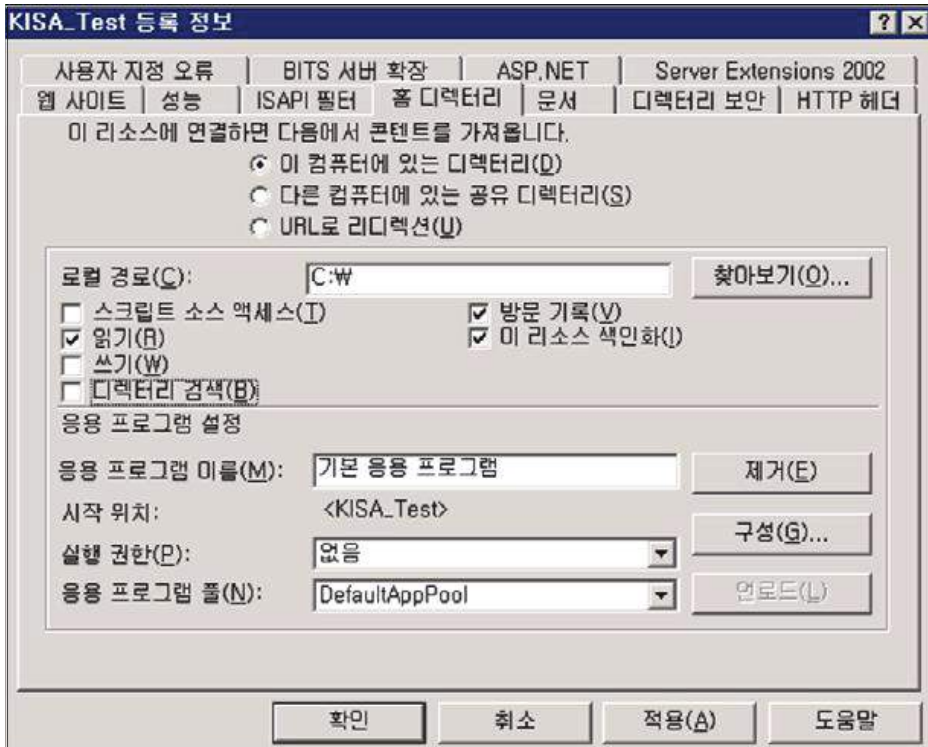 KISA_Test 등록 정보
사용자 지정 오류 BITS 서버 확장 ASP.NET Server Extensions 2002
웹 사이트 성능 ISAPI 필터 홈 디렉터리 문서 디렉터리 보안 HTTP 헤더
이 리소스에 연결하면 다음에서 콘텐트를 가져옵니다.
이 컴퓨터에 있는 디렉터리(D)
다른 컴퓨터에 있는 공유 디렉터리(S)
URL로 리디렉션(U)
로컬 경로(C): C:₩ 찾아보기(O)...
스크립트 소스 액세스(T) 방문 기록(V)
읽기(R) 이 리소스 색인화(I)
쓰기(W)
디렉터리 검색(B)
응용 프로그램 설정
응용 프로그램 이름(M): 기본 응용 프로그램 제거(E)
시작 위치: <KISA_Test>
구성(G)...
실행 권한(P): 없음
응용 프로그램 풀(N): DefaultAppPool 언로드(L)
확인 취소 적용(A) 도움말